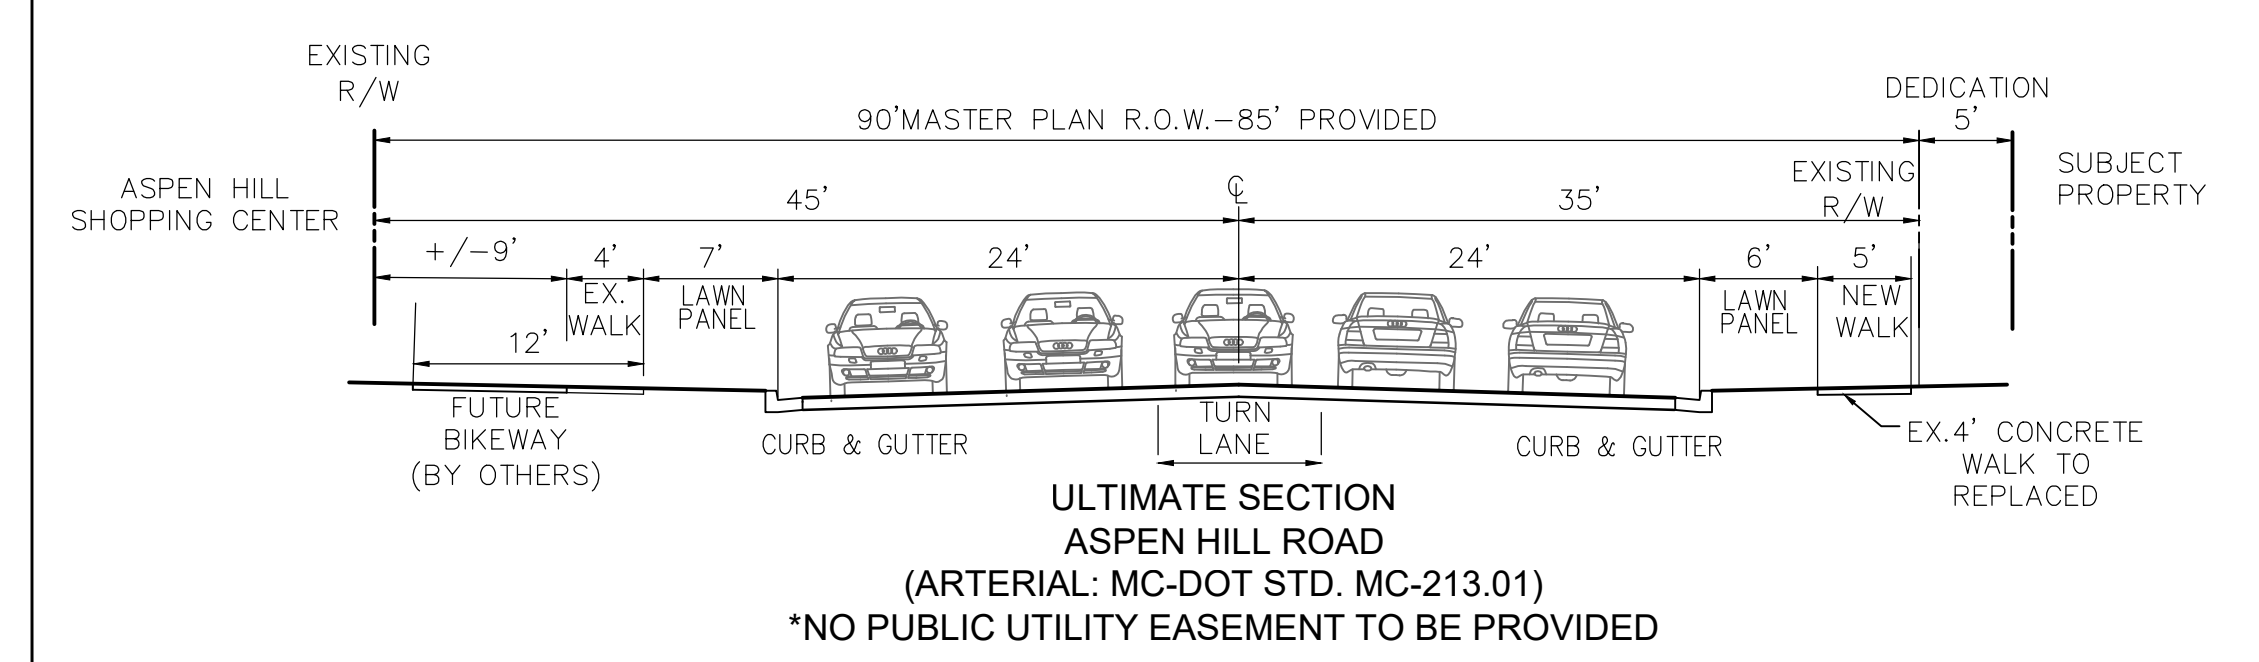 EXISTING
R/W
90'MASTER PLAN R.O.W.-85' PROVIDED
DEDICATION
5'
ASPEN HILL
SHOPPING CENTER
SUBJECT
PROPERTY
45'
℄
35'
EXISTING
R/W
+/-9'
4'
7'
24'
24'
6'
5'
EX.
WALK
LAWN
PANEL
LAWN
PANEL
NEW
WALK
12'
FUTURE
BIKEWAY
(BY OTHERS)
CURB & GUTTER
TURN
LANE
CURB & GUTTER
EX.4' CONCRETE
WALK TO
REPLACED
ULTIMATE SECTION
ASPEN HILL ROAD
(ARTERIAL: MC-DOT STD. MC-213.01)
*NO PUBLIC UTILITY EASEMENT TO BE PROVIDED